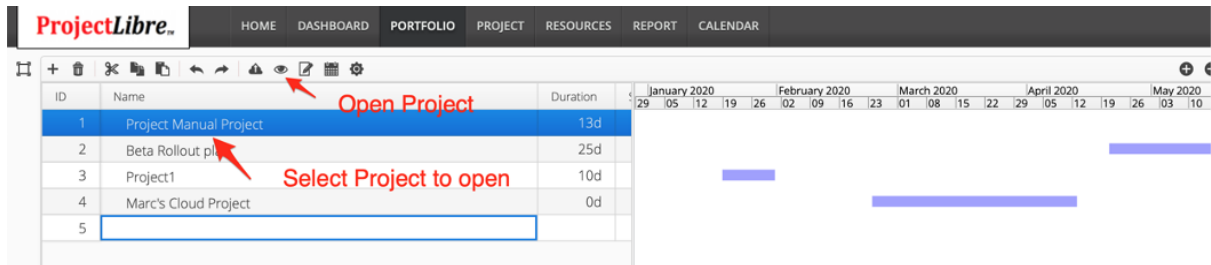 ProjectLibre™ HOME DASHBOARD PORTFOLIO PROJECT RESOURCES REPORT CALENDAR
Open Project
ID Name Duration
January 2020 February 2020 March 2020 April 2020 May 2020
29 05 12 19 26 02 09 16 23 01 08 15 22 29 05 12 19 26 03 10
1 Project Manual Project 13d
2 Beta Rollout 25d
3 Project1 10d
Select Project to open
4 Marc's Cloud Project 0d
5